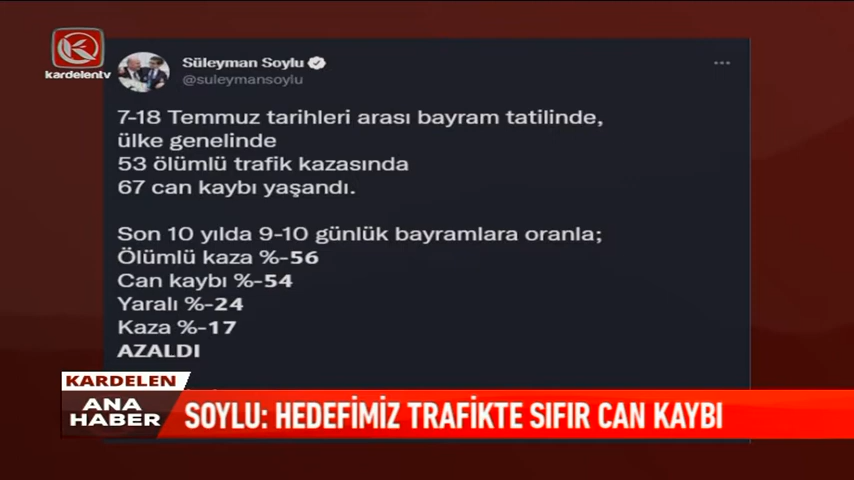 kardelentv
Süleyman Soylu
@suleymansoylu
7-18 Temmuz tarihleri arası bayram tatilinde,
ülke genelinde
53 ölümlü trafik kazasında
67 can kaybı yaşandı.
Son 10 yılda 9-10 günlük bayramlara oranla;
Ölümlü kaza %-56
Can kaybı %-54
Yaralı %-24
Kaza %-17
AZALDI
KARDELEN
ANA
HABER
SOYLU: HEDEFİMİZ TRAFİKTE SIFIR CAN KAYBI